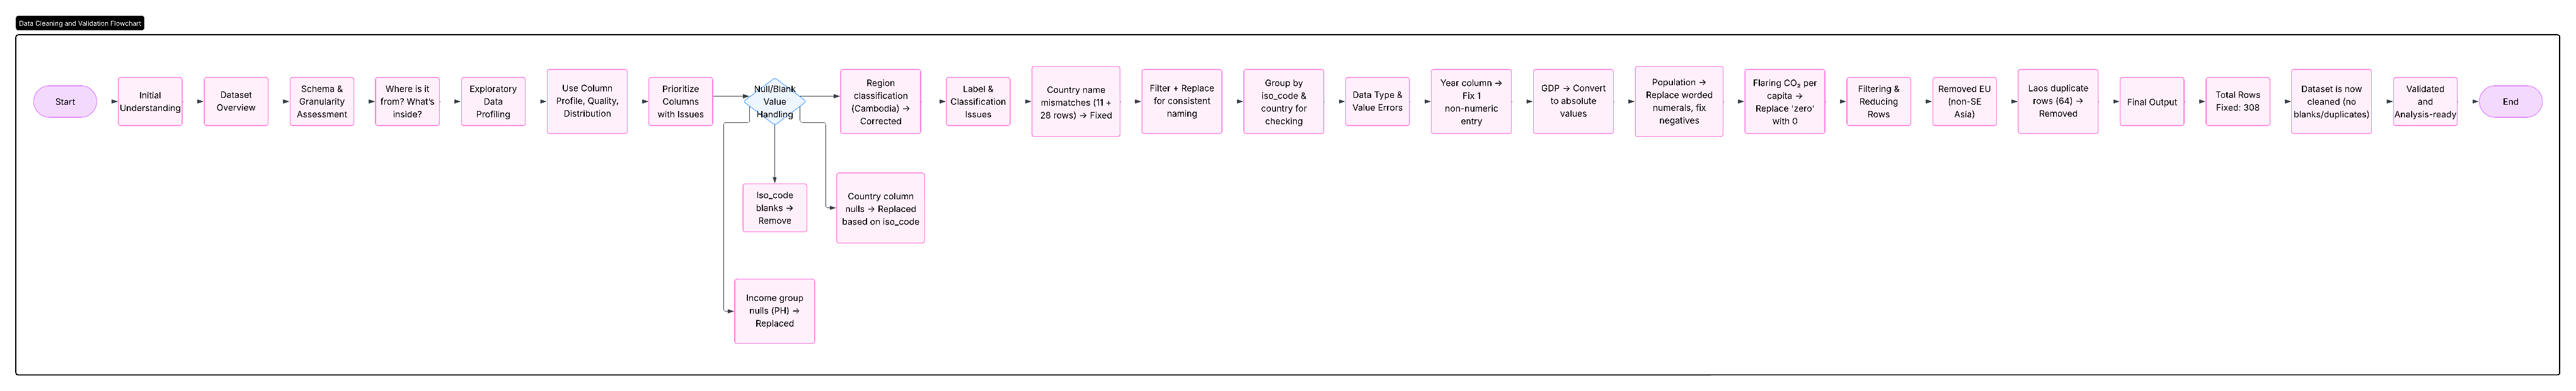 Data Cleaning and Validation Flowchart
Start
Initial
Understanding
Dataset
Overview
Schema &
Granularity
Assessment
Where is it
from? What's
inside?
Exploratory
Data
Profiling
Use Column
Profile, Quality,
Distribution
Prioritize
Columns
with Issues
Null/Blank
Value
Handling
Iso_code
blanks →
Remove
Income group
nulls (PH) →
Replaced
Country column
nulls → Replaced
based on iso_code
Region
classification
(Cambodia) →
Corrected
Label &
Classification
Issues
Country name
mismatches (11 +
28 rows) → Fixed
Filter + Replace
for consistent
naming
Group by
iso_code &
country for
checking
Data Type &
Value Errors
Year column →
Fix 1
non-numeric
entry
GDP → Convert
to absolute
values
Population →
Replace worded
numerals, fix
negatives
Flaring CO₂ per
capita →
Replace 'zero'
with 0
Filtering &
Reducing
Rows
Removed EU
(non-SE
Asia)
Laos duplicate
rows (64) →
Removed
Final Output
Total Rows
Fixed: 308
Dataset is now
cleaned (no
blanks/duplicates)
Validated
and
Analysis-ready
End